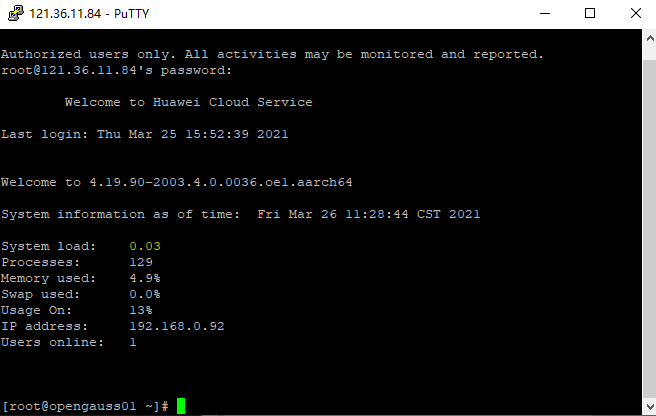 121.36.11.84 - PuTTY
Authorized users only. All activities may be monitored and reported.
root@121.36.11.84's password:
Welcome to Huawei Cloud Service
Last login: Thu Mar 25 15:52:39 2021
Welcome to 4.19.90-2003.4.0.0036.oe1.aarch64
System information as of time:  Fri Mar 26 11:28:44 CST 2021
System load:    0.03
Processes:      129
Memory used:    4.9%
Swap used:      0.0%
Usage On:       13%
IP address:     192.168.0.92
Users online:   1
[root@opengauss01 ~]#